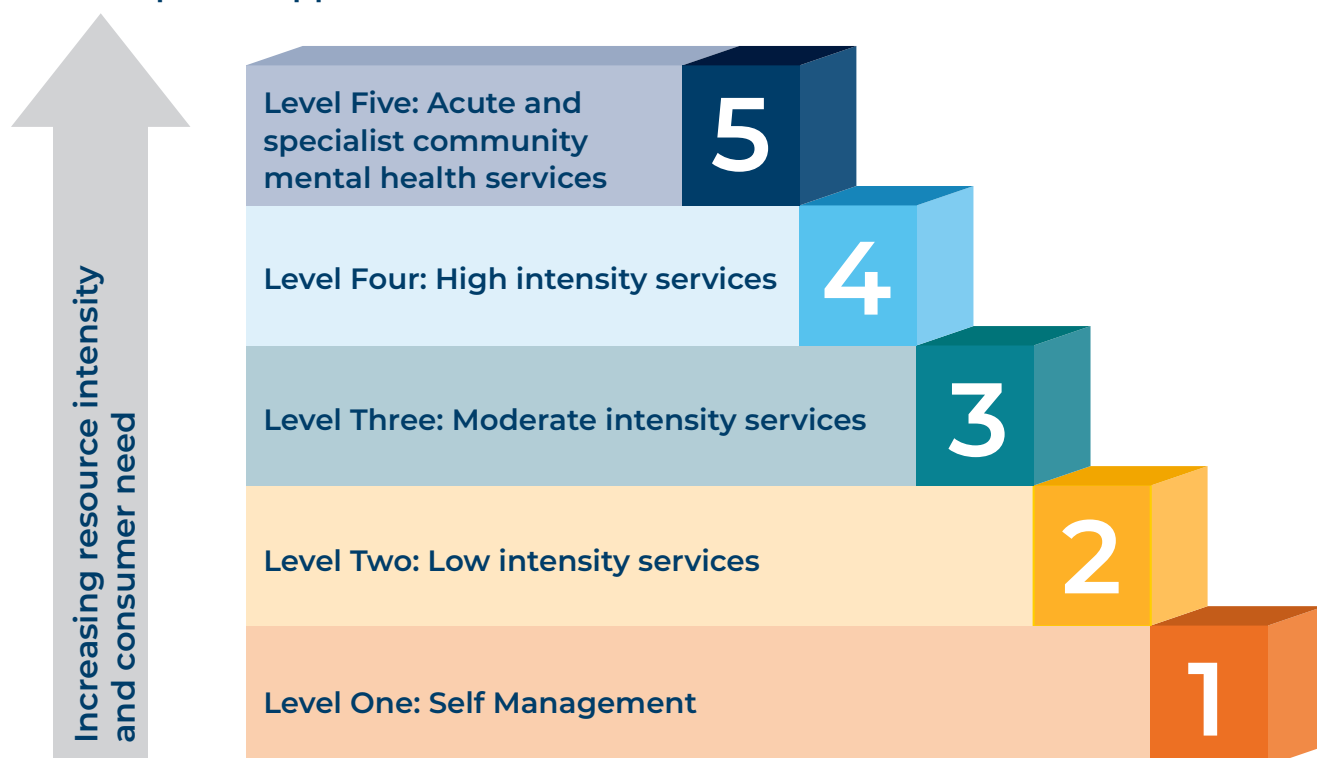 Level Five: Acute and
specialist community
mental health services
5
Level Four: High intensity services
4
Level Three: Moderate intensity services
3
Level Two: Low intensity services
2
Level One: Self Management
1
Increasing resource intensity
and consumer need